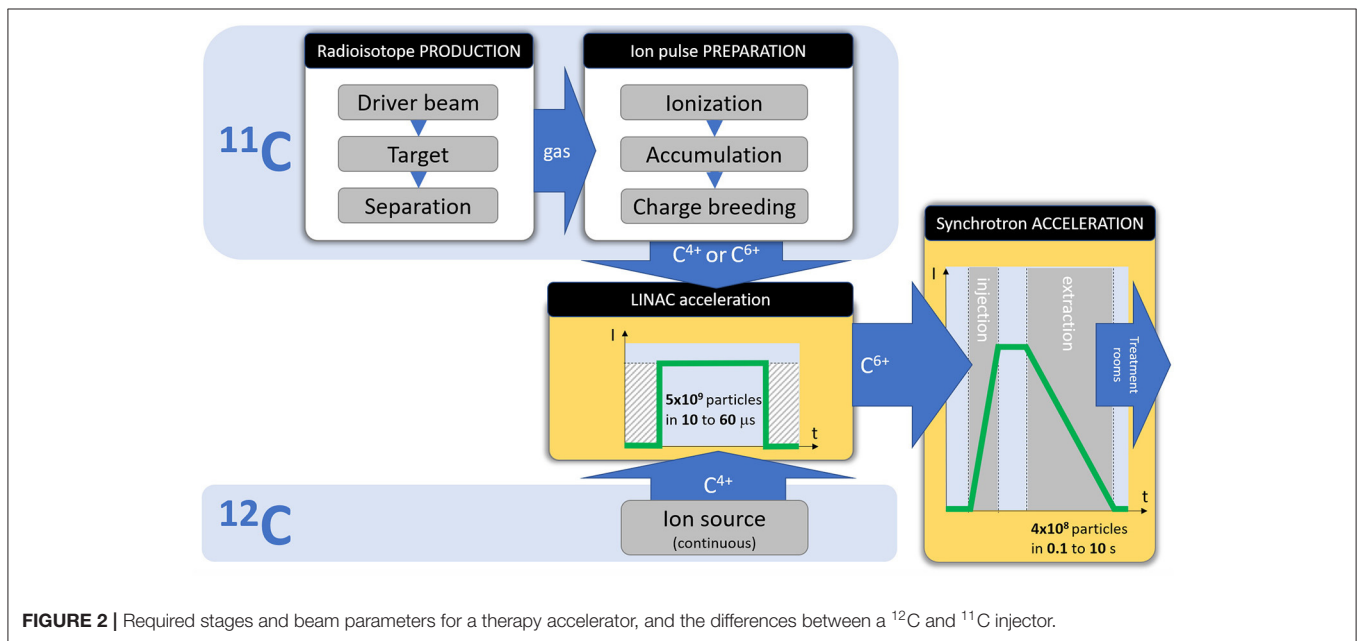 Radioisotope PRODUCTION
Driver beam
Target
Separation
¹¹C
gas
Ion pulse PREPARATION
Ionization
Accumulation
Charge breeding
C⁴⁺ or C⁶⁺
LINAC acceleration
I
5x10⁹ particles
in 10 to 60 µs
t
C⁶⁺
Synchrotron ACCELERATION
I
injection
extraction
Treatment
rooms
t
4x10⁸ particles
in 0.1 to 10 s
¹²C
C⁴⁺
Ion source
(continuous)
FIGURE 2 | Required stages and beam parameters for a therapy accelerator, and the differences between a ¹²C and ¹¹C injector.